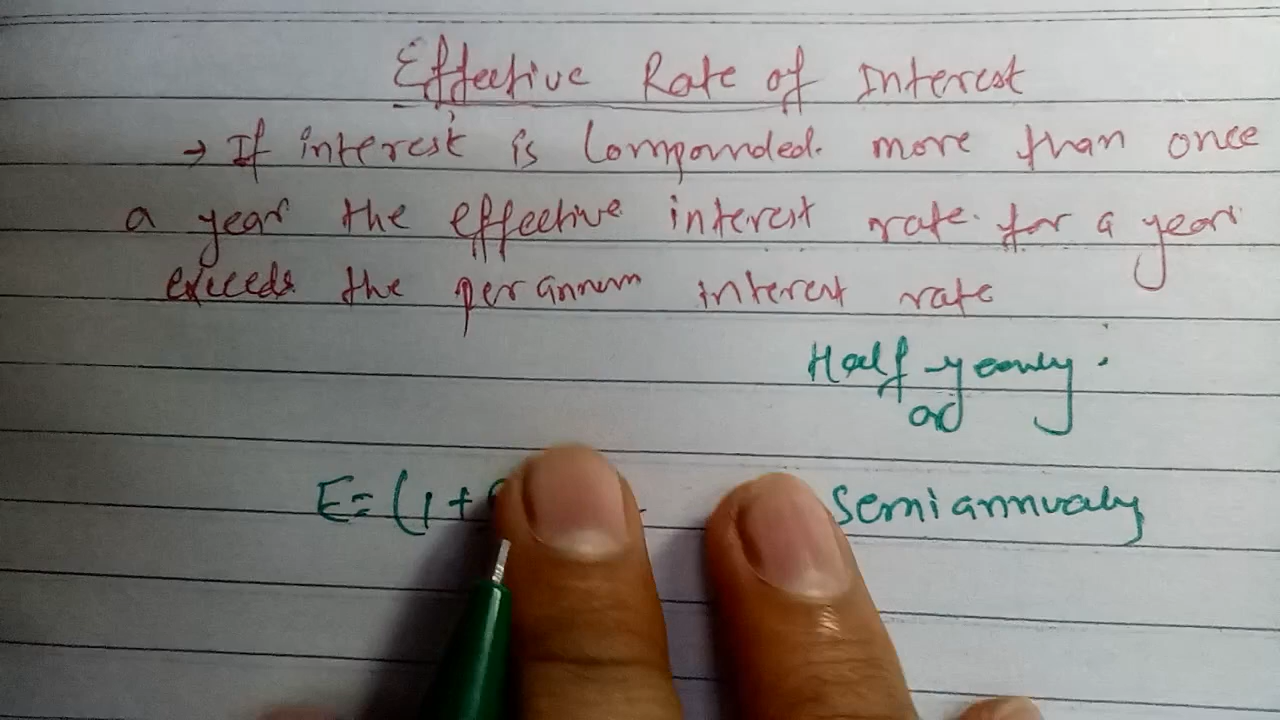 Effective Rate of Interest
→ If interest is Compounded. more than once
a year the effective interest rate for a year
exceeds the per annum interest rate
Half yearly
or
E = (1 +
Semiannualy